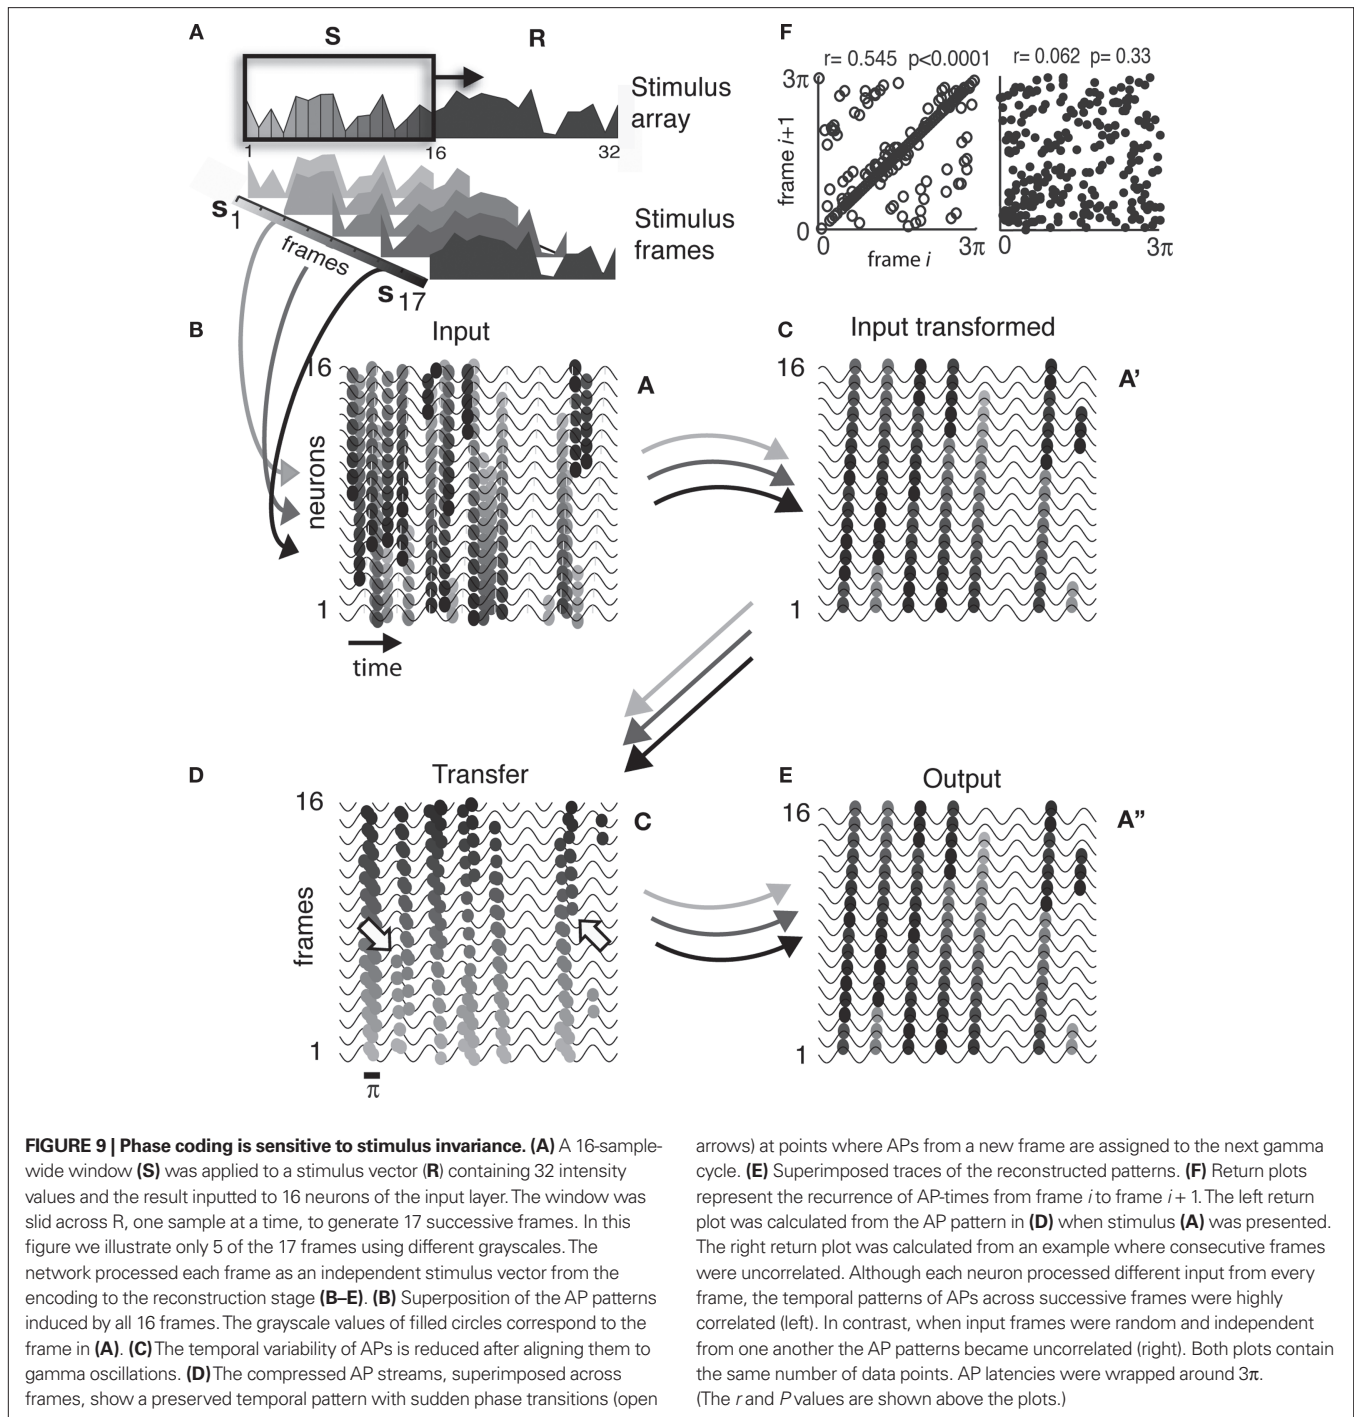 A
S
R
Stimulus
array
1
16
32
S 1
frames
S 17
Stimulus
frames
F
r= 0.545 p<0.0001
r= 0.062 p= 0.33
3π
frame i+1
0
0
3π
frame i
0
3π
B
Input
16
neurons
1
time
A
C
Input transformed
16
1
A'
D
Transfer
16
frames
1
π
C
E
Output
16
1
A”
FIGURE 9 | Phase coding is sensitive to stimulus invariance. (A) A 16-sample-
wide window (S) was applied to a stimulus vector (R) containing 32 intensity
values and the result inputted to 16 neurons of the input layer. The window was
slid across R, one sample at a time, to generate 17 successive frames. In this
figure we illustrate only 5 of the 17 frames using different grayscales. The
network processed each frame as an independent stimulus vector from the
encoding to the reconstruction stage (B–E). (B) Superposition of the AP patterns
induced by all 16 frames. The grayscale values of filled circles correspond to the
frame in (A). (C) The temporal variability of APs is reduced after aligning them to
gamma oscillations. (D) The compressed AP streams, superimposed across
frames, show a preserved temporal pattern with sudden phase transitions (open
arrows) at points where APs from a new frame are assigned to the next gamma
cycle. (E) Superimposed traces of the reconstructed patterns. (F) Return plots
represent the recurrence of AP-times from frame i to frame i + 1. The left return
plot was calculated from the AP pattern in (D) when stimulus (A) was presented.
The right return plot was calculated from an example where consecutive frames
were uncorrelated. Although each neuron processed different input from every
frame, the temporal patterns of APs across successive frames were highly
correlated (left). In contrast, when input frames were random and independent
from one another the AP patterns became uncorrelated (right). Both plots contain
the same number of data points. AP latencies were wrapped around 3π.
(The r and P values are shown above the plots.)